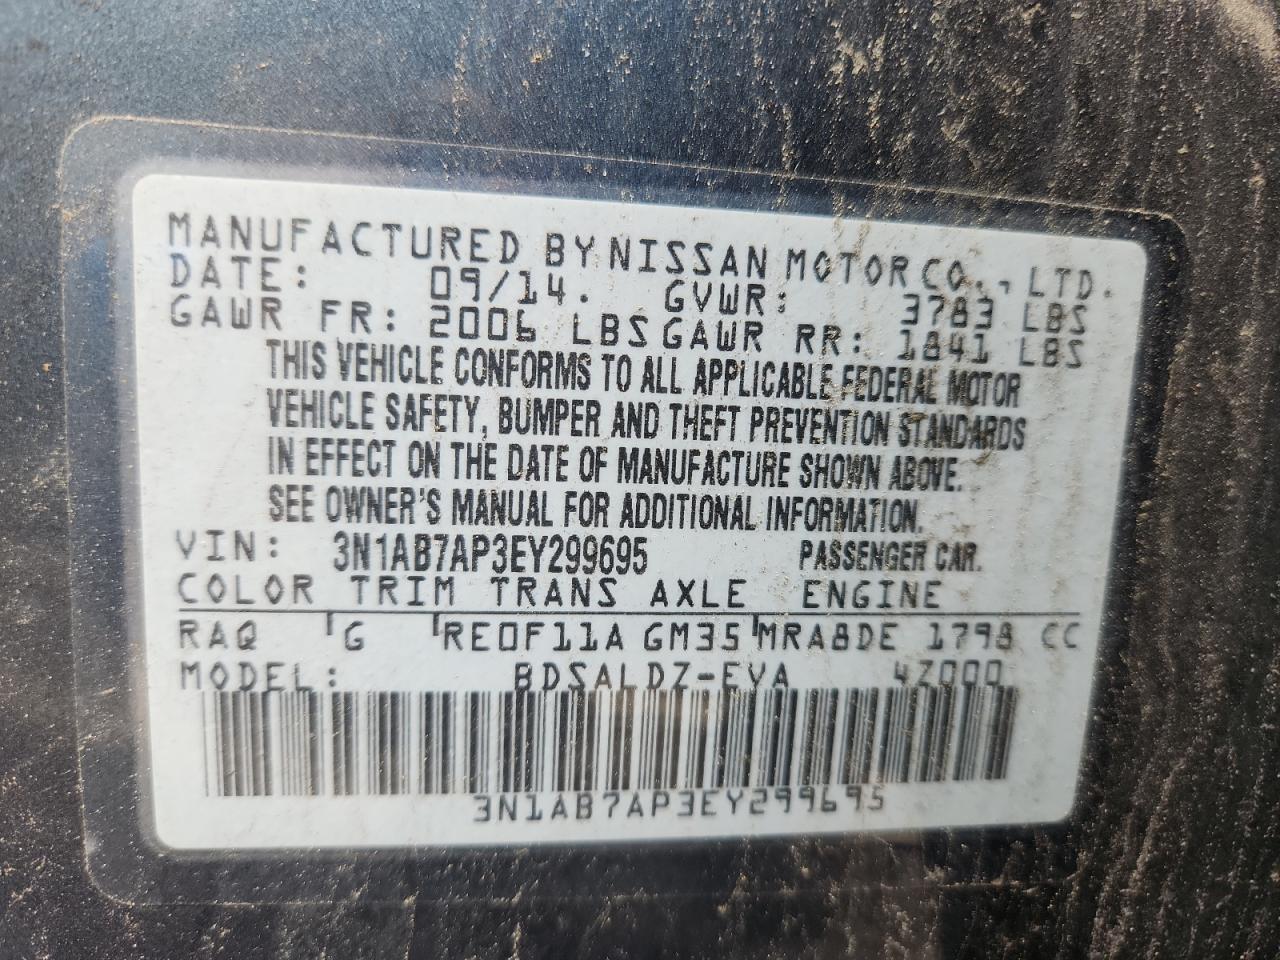 MANUFACTURED BY NISSAN MOTOR CO., LTD.
DATE: 09/14. GVWR: 3783 LBS
GAWR FR: 2006 LBS GAWR RR: 1841 LBS
THIS VEHICLE CONFORMS TO ALL APPLICABLE FEDERAL MOTOR
VEHICLE SAFETY, BUMPER AND THEFT PREVENTION STANDARDS
IN EFFECT ON THE DATE OF MANUFACTURE SHOWN ABOVE.
SEE OWNER'S MANUAL FOR ADDITIONAL INFORMATION.
VIN: 3N1AB7AP3EY299695 PASSENGER CAR.
COLOR TRIM TRANS AXLE ENGINE
RAQ G RE0F11A GM35 MRA8DE 1798 CC
MODEL: BDSALDZ-EVA 4Z000
3N1AB7AP3EY299695